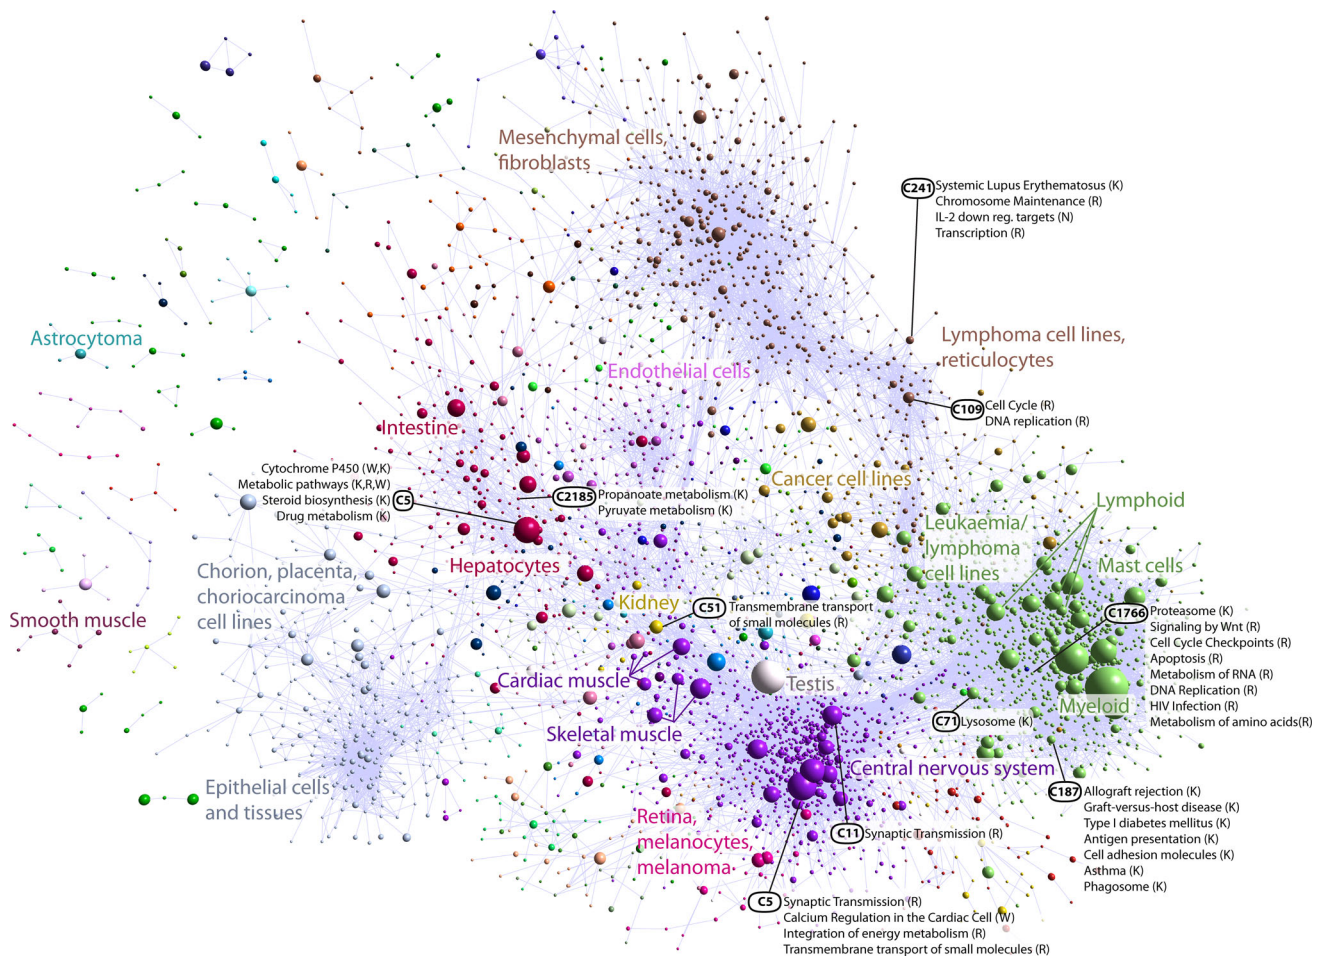 Mesenchymal cells,
fibroblasts
C241
Systemic Lupus Erythematosus (K)
Chromosome Maintenance (R)
IL-2 down reg. targets (N)
Transcription (R)
Astrocytoma
Lymphoma cell lines,
reticulocytes
Endothelial cells
C109
Cell Cycle (R)
DNA replication (R)
Intestine
Cytochrome P450 (W,K)
Metabolic pathways (K,R,W)
Steroid biosynthesis (K)
Drug metabolism (K)
C5
C2185
Propanoate metabolism (K)
Pyruvate metabolism (K)
Cancer cell lines
Lymphoid
Leukaemia/
lymphoma
cell lines
Mast cells
Hepatocytes
Chorion, placenta,
choriocarcinoma
cell lines
Smooth muscle
Kidney
C51
Transmembrane transport
of small molecules (R)
C1766
Proteasome (K)
Signaling by Wnt (R)
Cell Cycle Checkpoints (R)
Apoptosis (R)
Metabolism of RNA (R)
DNA Replication (R)
HIV Infection (R)
Metabolism of amino acids(R)
Cardiac muscle
Testis
Myeloid
C71
Lysosome (K)
Skeletal muscle
Central nervous system
Epithelial cells
and tissues
C187
Allograft rejection (K)
Graft-versus-host disease (K)
Type I diabetes mellitus (K)
Antigen presentation (K)
Cell adhesion molecules (K)
Asthma (K)
Phagosome (K)
Retina,
melanocytes,
melanoma
C11
Synaptic Transmission (R)
C5
Synaptic Transmission (R)
Calcium Regulation in the Cardiac Cell (W)
Integration of energy metabolism (R)
Transmembrane transport of small molecules (R)